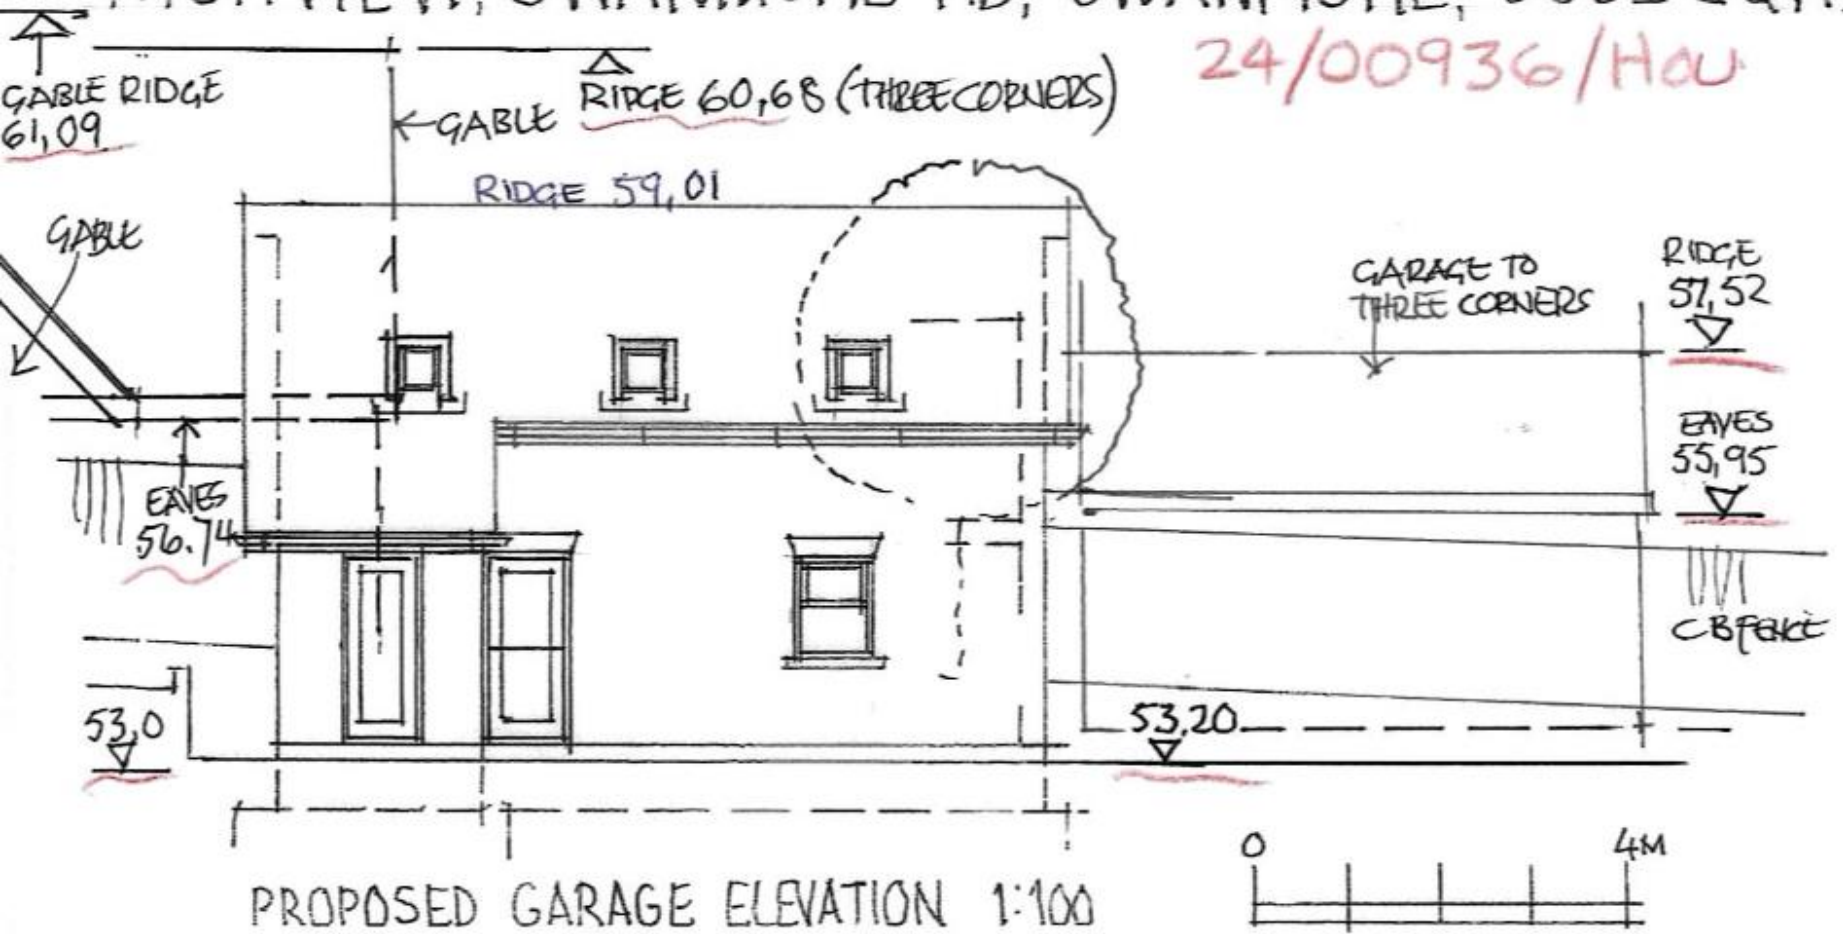 24/00936/HOU
GABLE RIDGE
61,09
GABLE
RIDGE 60,68 (THREE CORNERS)
RIDGE 59,01
GABLE
GARAGE TO
THREE CORNERS
RIDGE
57,52
EAVES
55,95
EAVES
56.74
CB FENCE
53,0
53,20
0
4M
PROPOSED GARAGE ELEVATION 1:100